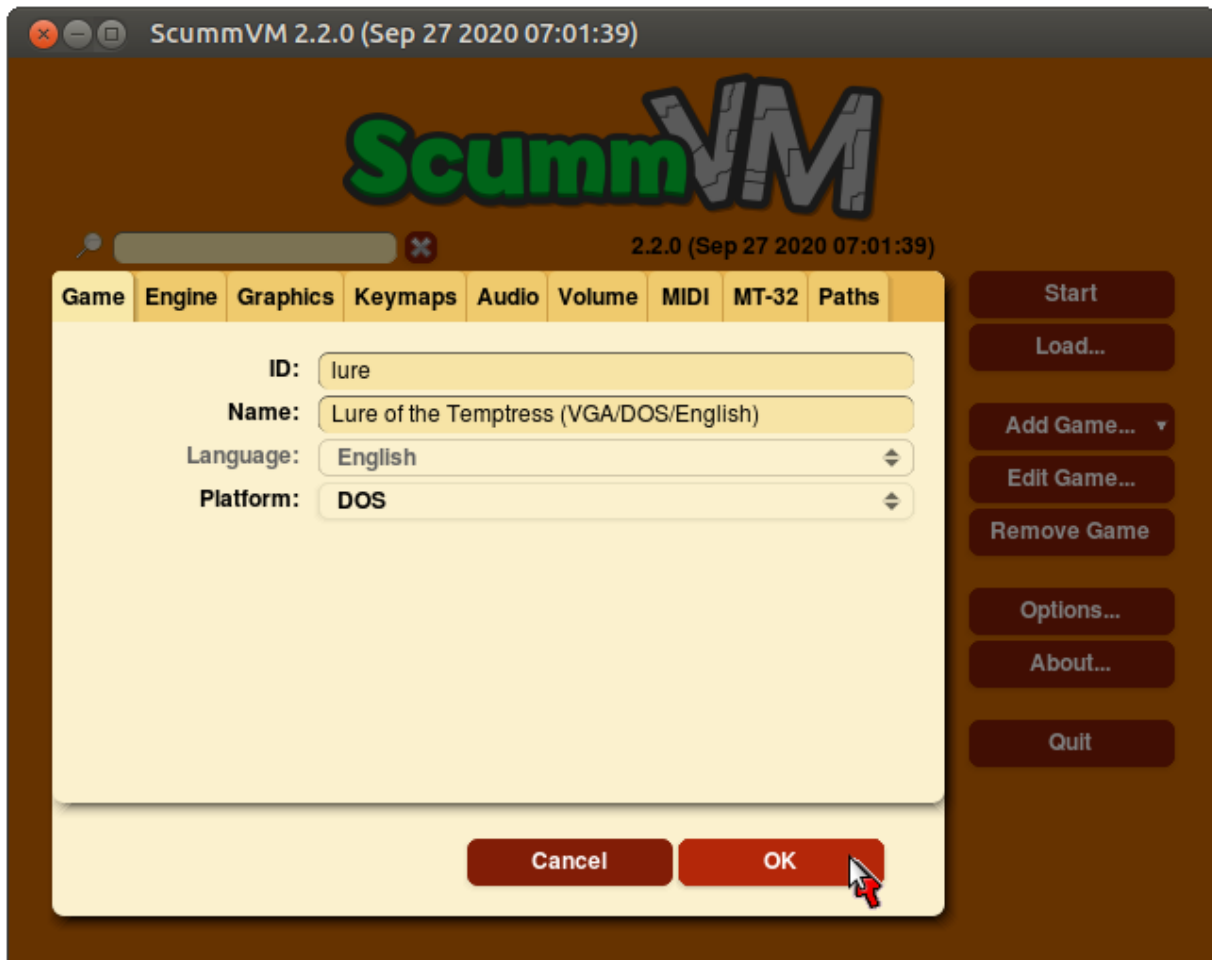 ScummVM 2.2.0 (Sep 27 2020 07:01:39)
ScummVM
2.2.0 (Sep 27 2020 07:01:39)
Game Engine Graphics Keymaps Audio Volume MIDI MT-32 Paths
ID: lure
Name: Lure of the Temptress (VGA/DOS/English)
Language: English
Platform: DOS
Cancel OK
Start
Load...
Add Game...
Edit Game...
Remove Game
Options...
About...
Quit